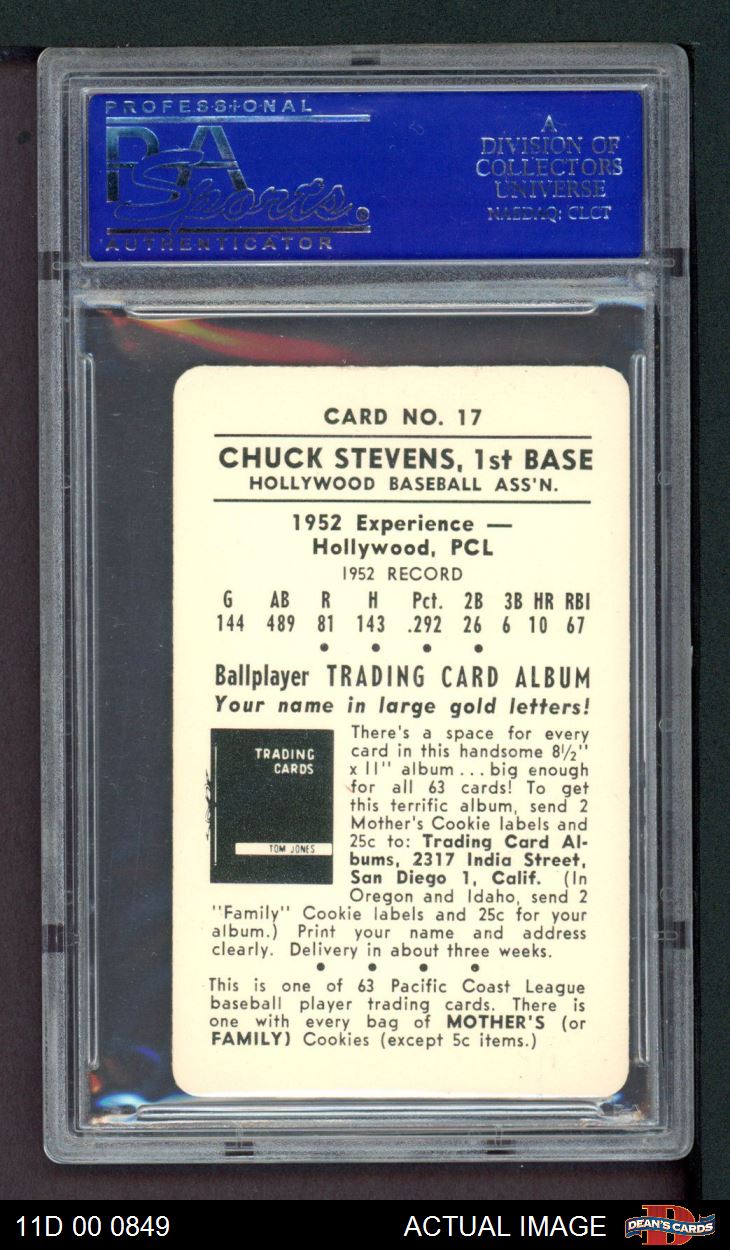 PROFESSIONAL
PSA
Sports®
AUTHENTICATOR
A
DIVISION OF
COLLECTORS
UNIVERSE
NASDAQ: CLCT
CARD NO. 17
CHUCK STEVENS, 1st BASE
HOLLYWOOD BASEBALL ASS'N.
1952 Experience —
Hollywood, PCL
1952 RECORD
G AB R H Pct. 2B 3B HR RBI
144 489 81 143 .292 26 6 10 67
• • • •
Ballplayer TRADING CARD ALBUM
Your name in large gold letters!
TRADING
CARDS
TOM JONES
There's a space for every
card in this handsome 8½"
x 11" album . . . big enough
for all 63 cards! To get
this terrific album, send 2
Mother's Cookie labels and
25c to: Trading Card Al-
bums, 2317 India Street,
San Diego 1, Calif. (In
Oregon and Idaho, send 2
"Family" Cookie labels and 25c for your
album.) Print your name and address
clearly. Delivery in about three weeks.
• • • •
This is one of 63 Pacific Coast League
baseball player trading cards. There is
one with every bag of MOTHER'S (or
FAMILY) Cookies (except 5c items.)
11D 00 0849
ACTUAL IMAGE
DEAN'S CARDS